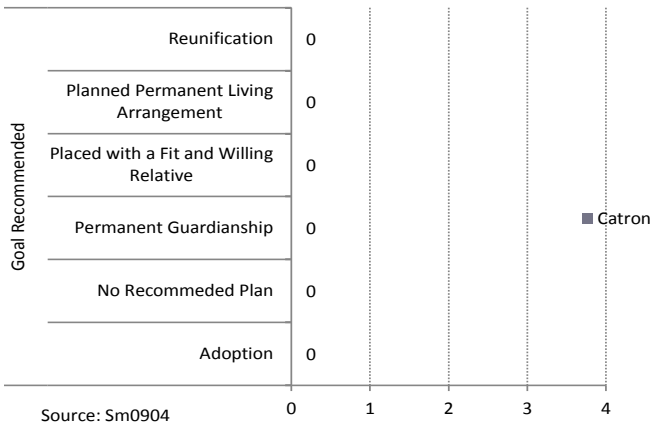 Goal Recommended
Reunification 0
Planned Permanent Living
Arrangement 0
Placed with a Fit and Willing
Relative 0
Permanent Guardianship 0
No Recommeded Plan 0
Adoption 0
Catron
0 1 2 3 4
Source: Sm0904